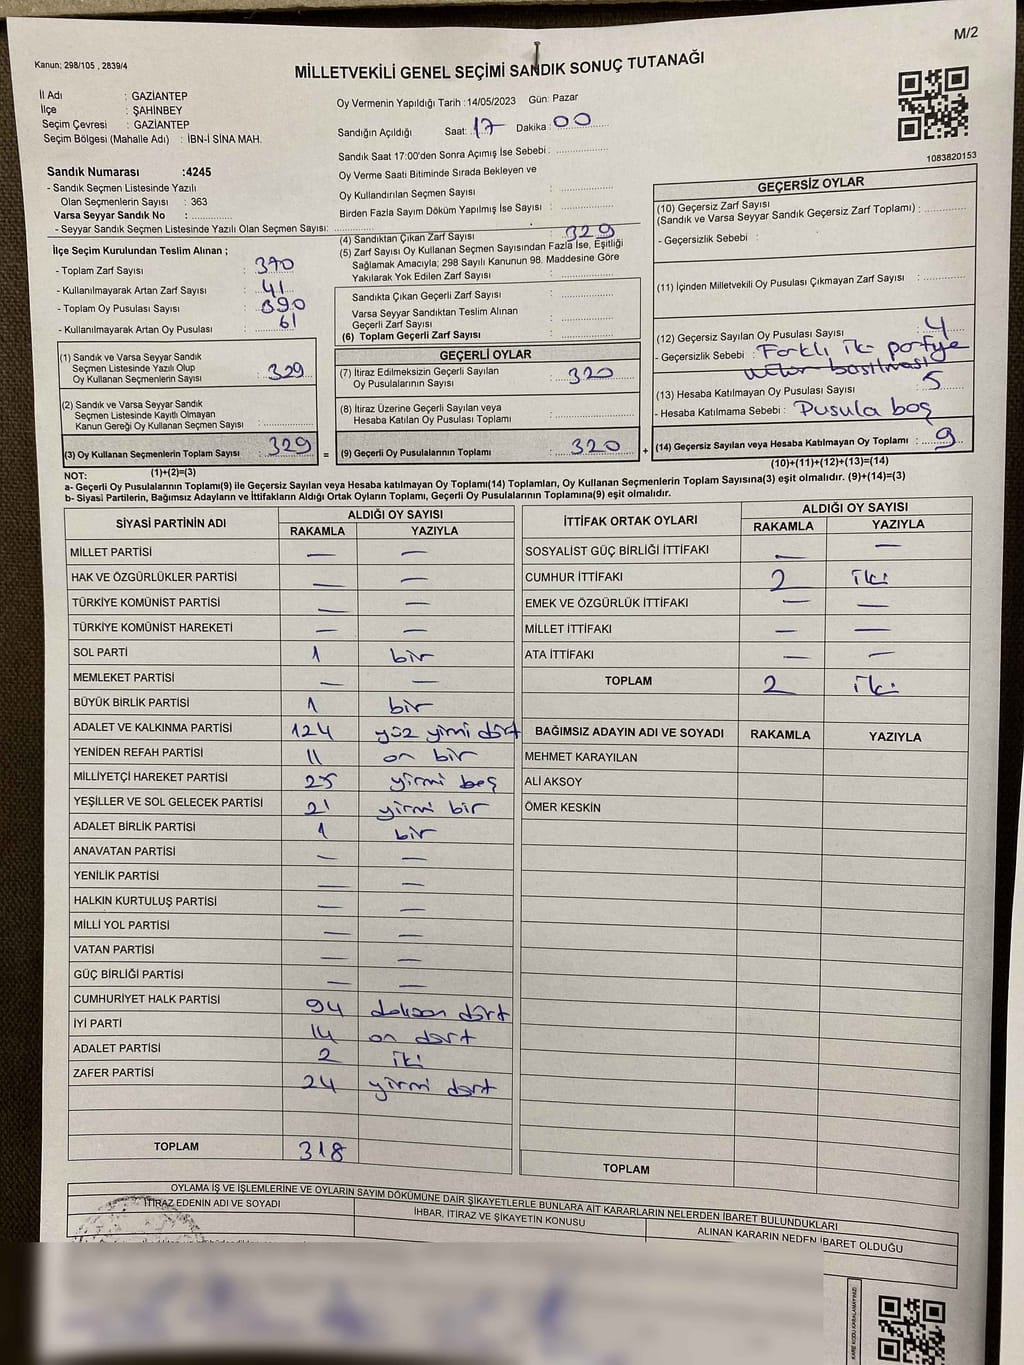 M/2
Kanun; 298/105 , 2839/4
MİLLETVEKİLİ GENEL SEÇİMİ SANDIK SONUÇ TUTANAĞI
İl Adı : GAZİANTEP
İlçe : ŞAHİNBEY
Seçim Çevresi : GAZİANTEP
Seçim Bölgesi (Mahalle Adı) : İBN-İ SİNA MAH.
Oy Vermenin Yapıldığı Tarih :14/05/2023 Gün: Pazar
Sandığın Açıldığı Saat: 17 Dakika : 00
Sandık Saat 17:00'den Sonra Açımış İse Sebebi :
Oy Verme Saati Bitiminde Sırada Bekleyen ve
Oy Kullandırılan Seçmen Sayısı :
Birden Fazla Sayım Döküm Yapılmış İse Sayısı :
1083820153
Sandık Numarası :4245
- Sandık Seçmen Listesinde Yazılı
Olan Seçmenlerin Sayısı : 363
Varsa Seyyar Sandık No :
- Seyyar Sandık Seçmen Listesinde Yazılı Olan Seçmen Sayısı:
İlçe Seçim Kurulundan Teslim Alınan ;
- Toplam Zarf Sayısı : 370
- Kullanılmayarak Artan Zarf Sayısı : 41
- Toplam Oy Pusulası Sayısı : 390
- Kullanılmayarak Artan Oy Pusulası : 61
(1) Sandık ve Varsa Seyyar Sandık
Seçmen Listesinde Yazılı Olup
Oy Kullanan Seçmenlerin Sayısı : 329
(2) Sandık ve Varsa Seyyar Sandık
Seçmen Listesinde Kayıtlı Olmayan
Kanun Gereği Oy Kullanan Seçmen Sayısı :
(3) Oy Kullanan Seçmenlerin Toplam Sayısı : 329 =
(4) Sandıktan Çıkan Zarf Sayısı : 329
(5) Zarf Sayısı Oy Kullanan Seçmen Sayısından Fazla İse, Eşitliği
Sağlamak Amacıyla; 298 Sayılı Kanunun 98. Maddesine Göre
Yakılarak Yok Edilen Zarf Sayısı :
Sandıkta Çıkan Geçerli Zarf Sayısı :
Varsa Seyyar Sandıktan Teslim Alınan
Geçerli Zarf Sayısı :
(6) Toplam Geçerli Zarf Sayısı :
GEÇERLİ OYLAR
(7) İtiraz Edilmeksizin Geçerli Sayılan
Oy Pusulalarının Sayısı : 320
(8) İtiraz Üzerine Geçerli Sayılan veya
Hesaba Katılan Oy Pusulası Toplamı :
(9) Geçerli Oy Pusulalarının Toplamı : 320 +
GEÇERSİZ OYLAR
(10) Geçersiz Zarf Sayısı
(Sandık ve Varsa Seyyar Sandık Geçersiz Zarf Toplamı) :
- Geçersizlik Sebebi :
(11) İçinden Milletvekili Oy Pusulası Çıkmayan Zarf Sayısı :
(12) Geçersiz Sayılan Oy Pusulası Sayısı : 4
- Geçersizlik Sebebi : Farklı iki partiye
mühür basılması
(13) Hesaba Katılmayan Oy Pusulası Sayısı : 5
- Hesaba Katılmama Sebebi : Pusula boş
(14) Geçersiz Sayılan veya Hesaba Katılmayan Oy Toplamı : 9
(1)+(2)=(3)
(10)+(11)+(12)+(13)=(14)
NOT:
a- Geçerli Oy Pusulalarının Toplamı(9) ile Geçersiz Sayılan veya Hesaba Katılmayan Oy Toplamı(14) Toplamları, Oy Kullanan Seçmenlerin Toplam Sayısına(3) eşit olmalıdır. (9)+(14)=(3)
b- Siyasi Partilerin, Bağımsız Adayların ve İttifakların Aldığı Ortak Oyların Toplamı, Geçerli Oy Pusulalarının Toplamına(9) eşit olmalıdır.
SİYASİ PARTİNİN ADI ALDIĞI OY SAYISI
RAKAMLA YAZIYLA
MİLLET PARTİSİ — —
HAK VE ÖZGÜRLÜKLER PARTİSİ — —
TÜRKİYE KOMÜNİST PARTİSİ — —
TÜRKİYE KOMÜNİST HAREKETİ — —
SOL PARTİ 1 bir
MEMLEKET PARTİSİ — —
BÜYÜK BİRLİK PARTİSİ 1 bir
ADALET VE KALKINMA PARTİSİ 124 yüz yirmi dört
YENİDEN REFAH PARTİSİ 11 on bir
MİLLİYETÇİ HAREKET PARTİSİ 25 yirmi beş
YEŞİLLER VE SOL GELECEK PARTİSİ 21 yirmi bir
ADALET BİRLİK PARTİSİ 1 bir
ANAVATAN PARTİSİ — —
YENİLİK PARTİSİ — —
HALKIN KURTULUŞ PARTİSİ — —
MİLLİ YOL PARTİSİ — —
VATAN PARTİSİ — —
GÜÇ BİRLİĞİ PARTİSİ — —
CUMHURİYET HALK PARTİSİ 94 doksan dört
İYİ PARTİ 14 on dört
ADALET PARTİSİ 2 iki
ZAFER PARTİSİ 24 yirmi dört
TOPLAM 318
İTTİFAK ORTAK OYLARI ALDIĞI OY SAYISI
RAKAMLA YAZIYLA
SOSYALİST GÜÇ BİRLİĞİ İTTİFAKI — —
CUMHUR İTTİFAKI 2 iki
EMEK VE ÖZGÜRLÜK İTTİFAKI — —
MİLLET İTTİFAKI — —
ATA İTTİFAKI — —
TOPLAM 2 iki
BAĞIMSIZ ADAYIN ADI VE SOYADI RAKAMLA YAZIYLA
MEHMET KARAYILAN
ALİ AKSOY
ÖMER KESKİN
TOPLAM
OYLAMA İŞ VE İŞLEMLERİNE VE OYLARIN SAYIM DÖKÜMÜNE DAİR ŞİKAYETLERLE BUNLARA AİT KARARLARIN NELERDEN İBARET BULUNDUKLARI
İTİRAZ EDENİN ADI VE SOYADI İHBAR, İTİRAZ VE ŞİKAYETİN KONUSU ALINAN KARARIN NEDEN İBARET OLDUĞU